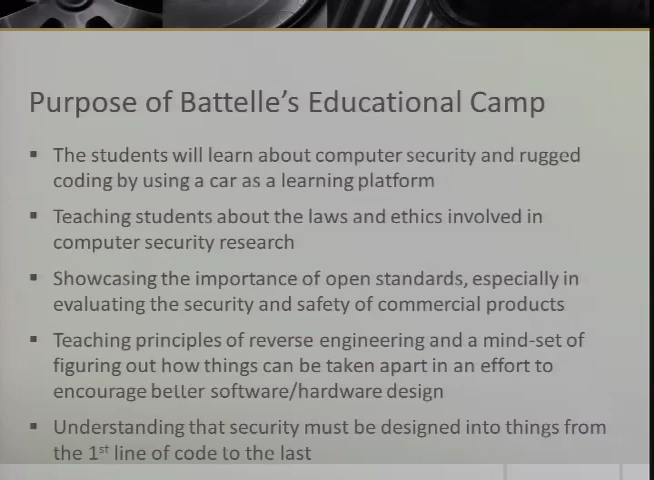 Purpose of Battelle's Educational Camp
▪ The students will learn about computer security and rugged
coding by using a car as a learning platform
▪ Teaching students about the laws and ethics involved in
computer security research
▪ Showcasing the importance of open standards, especially in
evaluating the security and safety of commercial products
▪ Teaching principles of reverse engineering and a mind-set of
figuring out how things can be taken apart in an effort to
encourage better software/hardware design
▪ Understanding that security must be designed into things from
the 1st line of code to the last